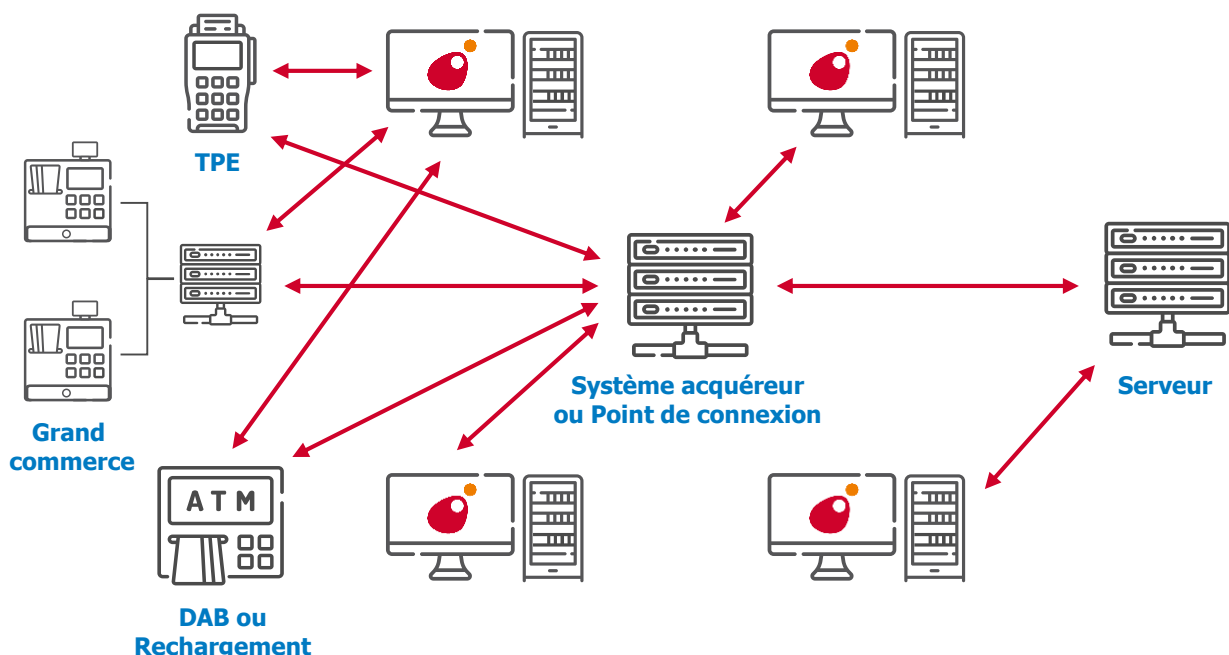 TPE
Grand
commerce
Système acquéreur
ou Point de connexion
Serveur
ATM
DAB ou
Rechargement